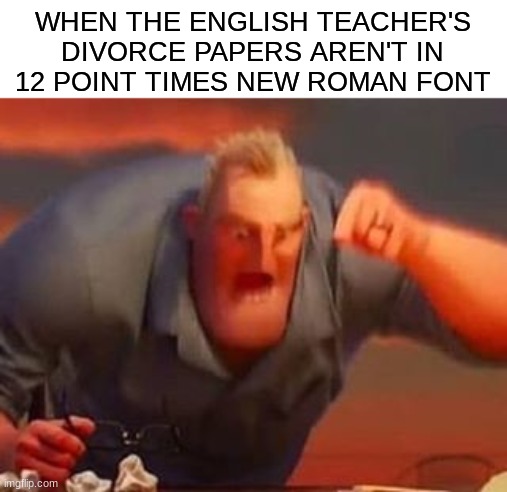 WHEN THE ENGLISH TEACHER'S
DIVORCE PAPERS AREN'T IN
12 POINT TIMES NEW ROMAN FONT
imgflip.com